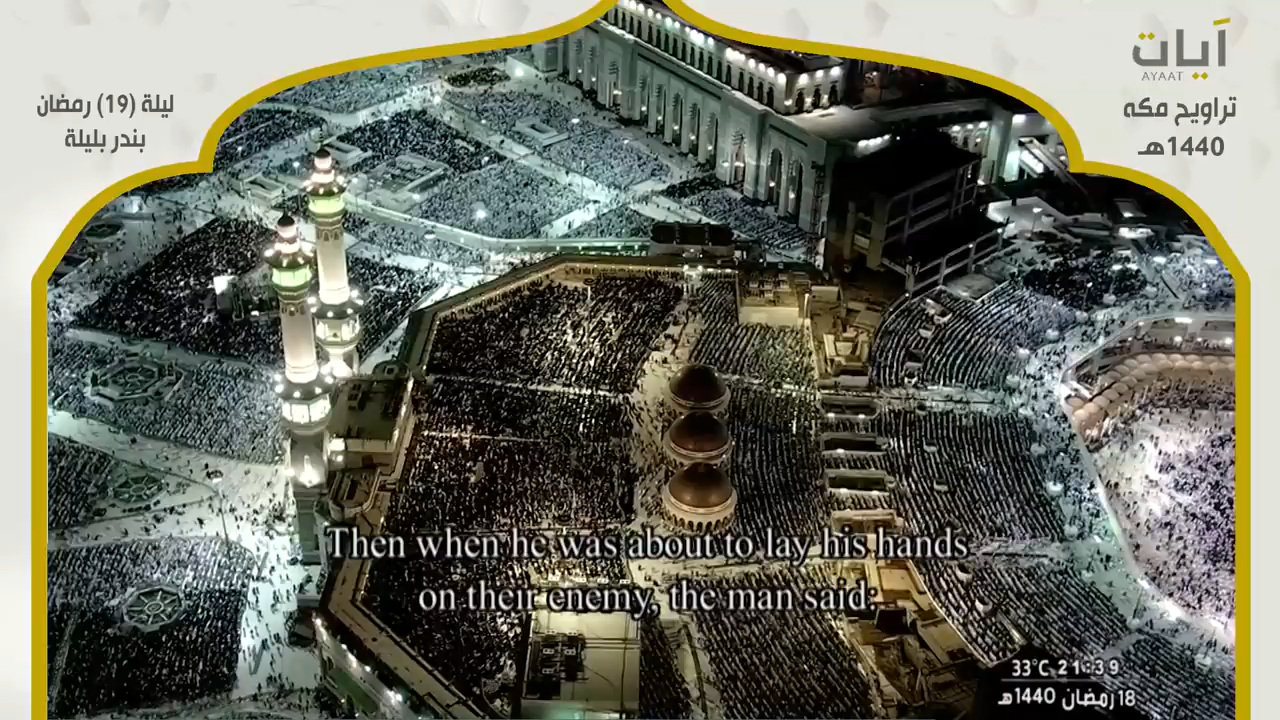 آيات
AYAAT
تراويح مكه
1440هـ
ليلة (19) رمضان
بندر بليلة
Then when he was about to lay his hands
on their enemy, the man said:
33°C 21:39
18 رمضان 1440هـ